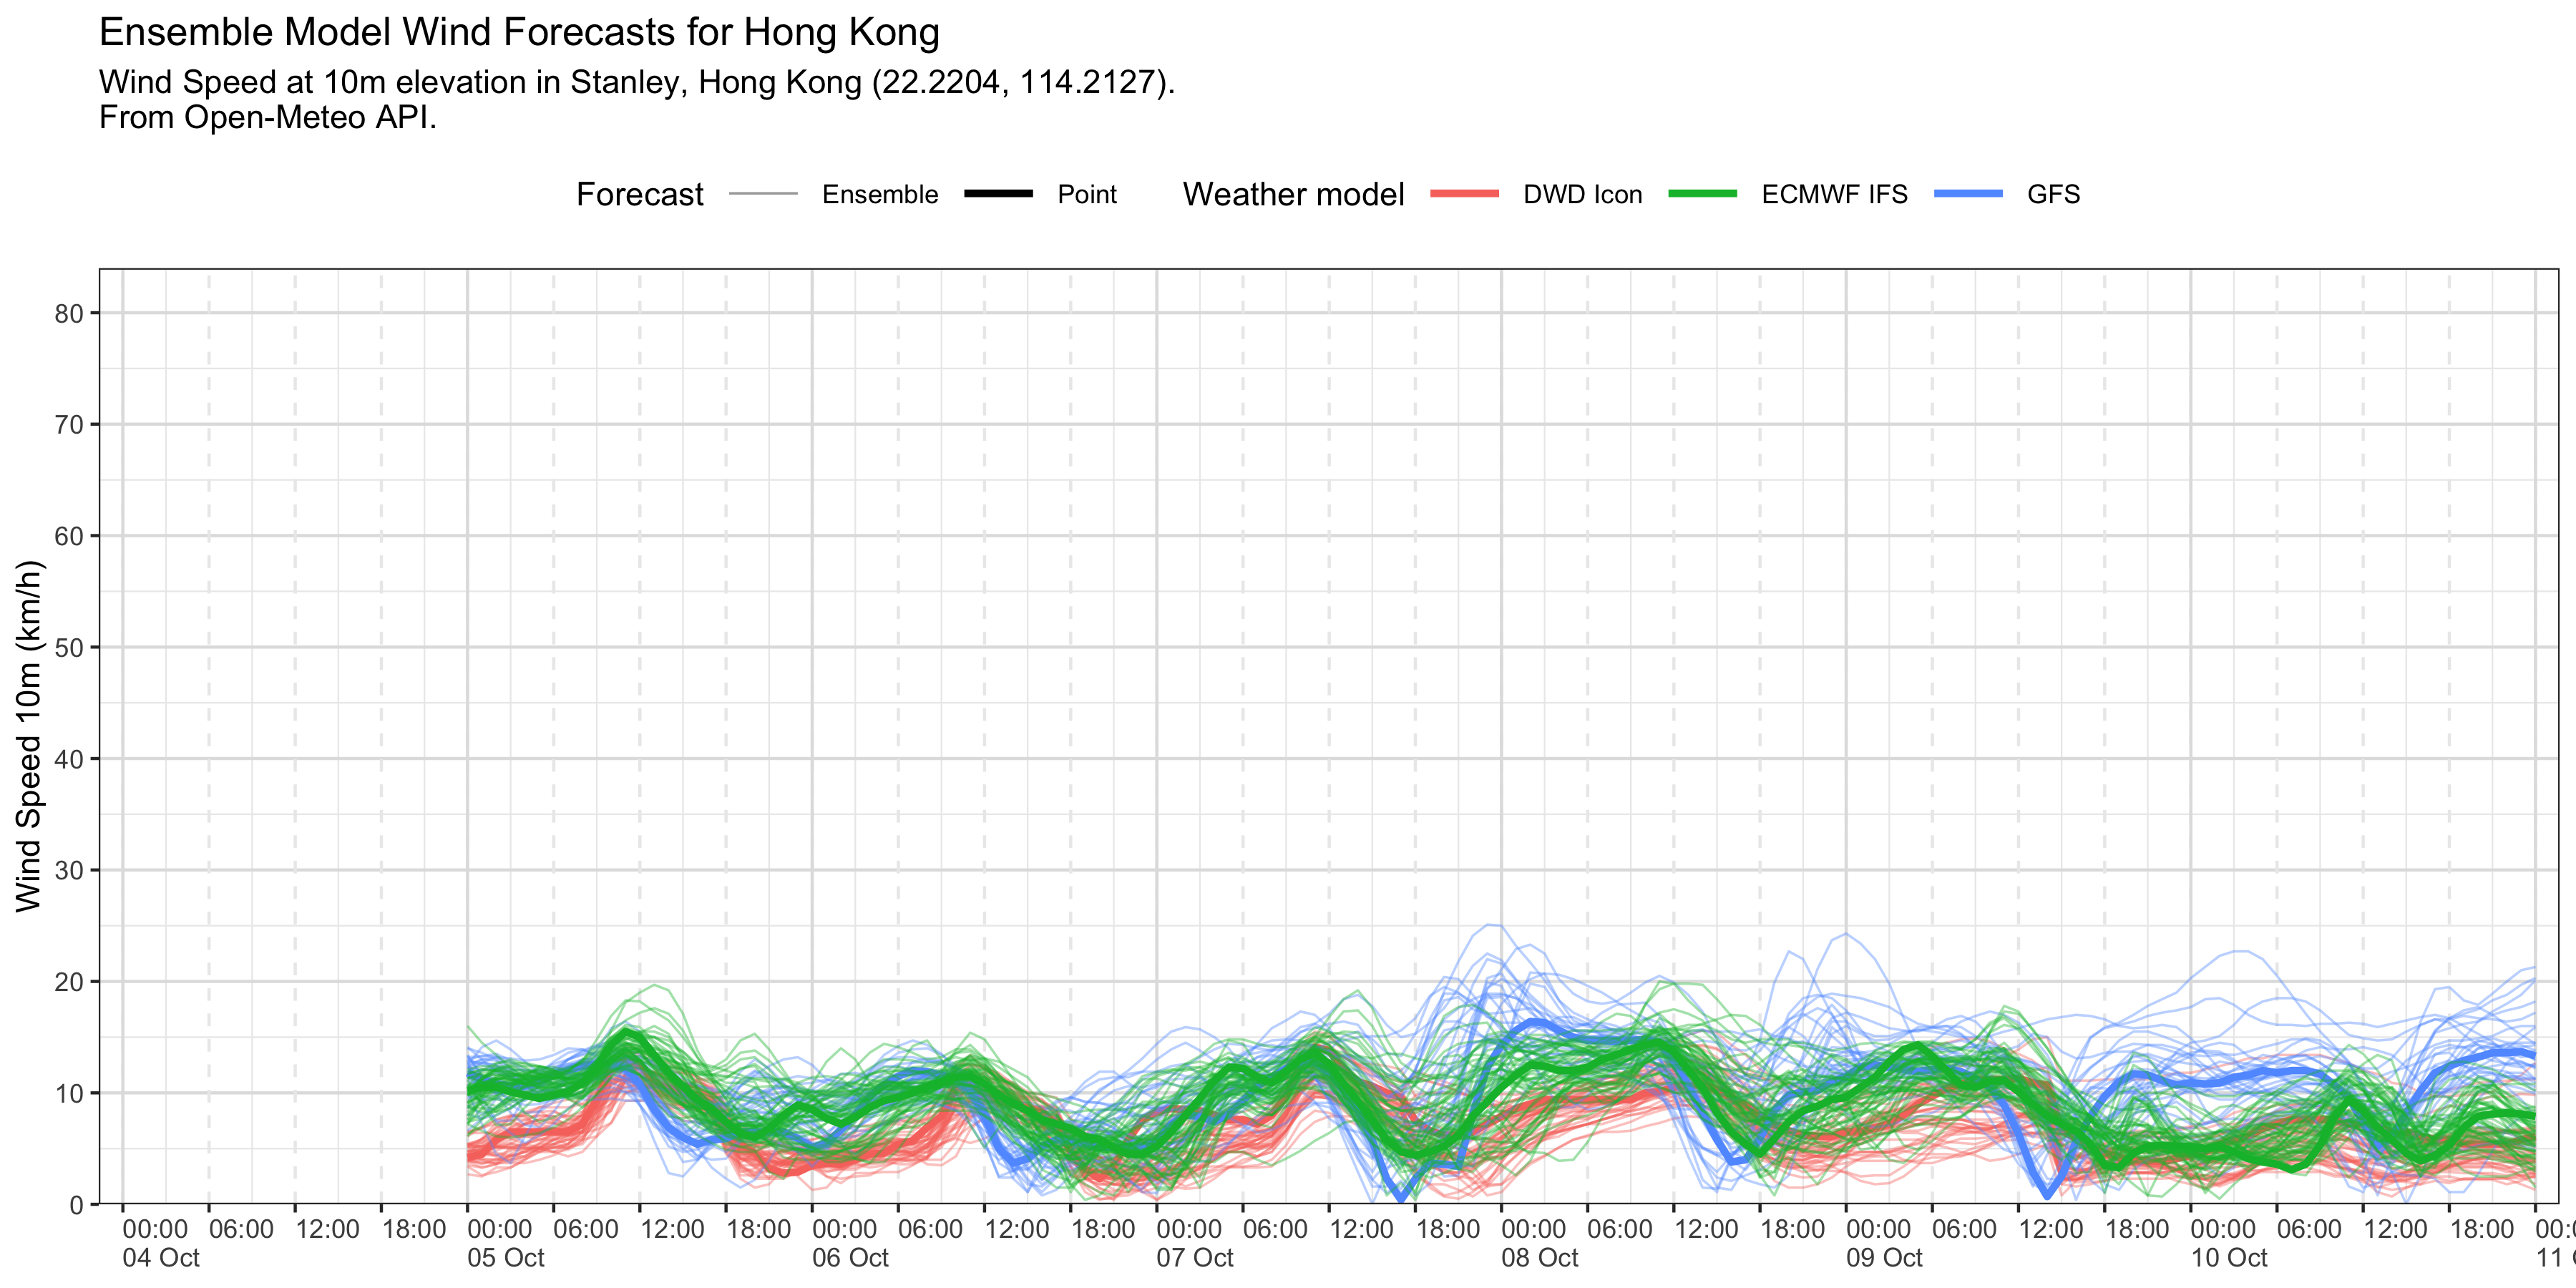 Ensemble Model Wind Forecasts for Hong Kong
Wind Speed at 10m elevation in Stanley, Hong Kong (22.2204, 114.2127).
From Open-Meteo API.
Forecast Ensemble Point Weather model DWD Icon ECMWF IFS GFS
Wind Speed 10m (km/h)
80
70
60
50
40
30
20
10
0
00:00 06:00 12:00 18:00 00:00 06:00 12:00 18:00 00:00 06:00 12:00 18:00 00:00 06:00 12:00 18:00 00:00 06:00 12:00 18:00 00:00 06:00 12:00 18:00 00:00 06:00 12:00 18:00
04 Oct 05 Oct 06 Oct 07 Oct 08 Oct 09 Oct 10 Oct 11